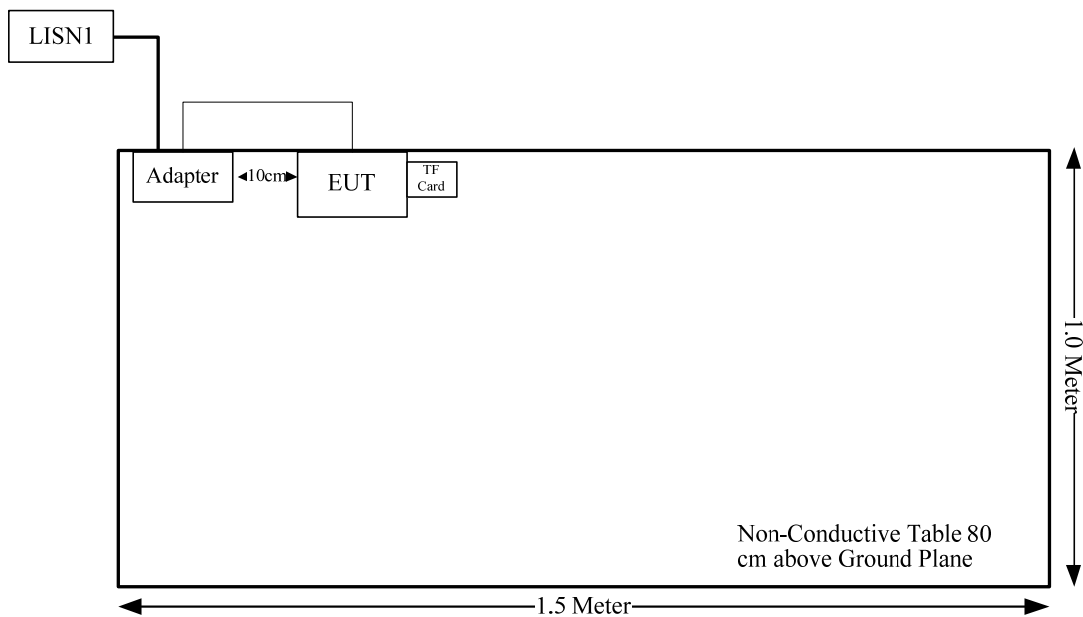 LISN1
Adapter
10cm
EUT
TF
Card
1.0 Meter
Non-Conductive Table 80
cm above Ground Plane
1.5 Meter